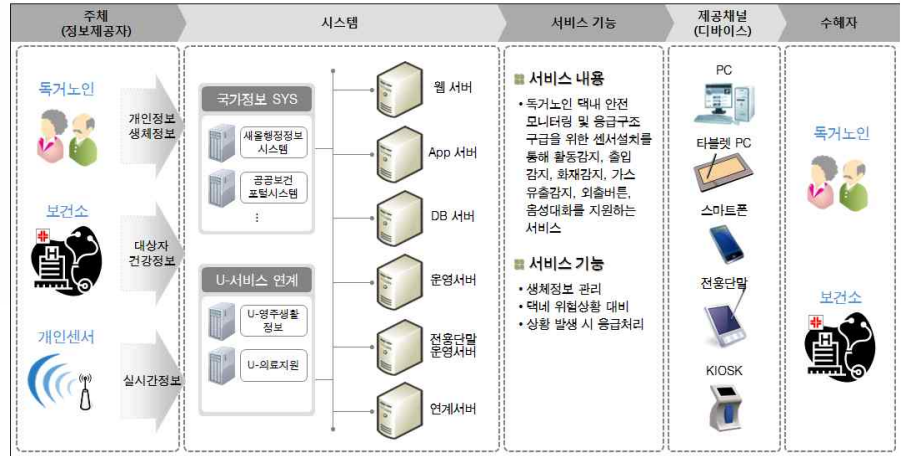 주체
(정보제공자)
시스템
서비스 기능
제공채널
(디바이스)
수혜자
독거노인
개인정보
생체정보
보건소
대상자
건강정보
개인센서
실시간정보
국가정보 SYS
새올행정정보
시스템
공공보건
포털시스템
⋮
U-서비스 연계
U-영주생활
정보
U-의료지원
웹 서버
App 서버
DB 서버
운영서버
전용단말
운영서버
연계서버
서비스 내용
• 독거노인 댁내 안전
모니터링 및 응급구조
구급을 위한 센서설치를
통해 활동감지, 출입
감지, 화재감지, 가스
유출감지, 외출버튼,
음성대화를 지원하는
서비스
서비스 기능
• 생체정보 관리
• 택네 위험상황 대비
• 상황 발생 시 응급처리
PC
타블렛 PC
스마트폰
전용단말
KIOSK
독거노인
보건소